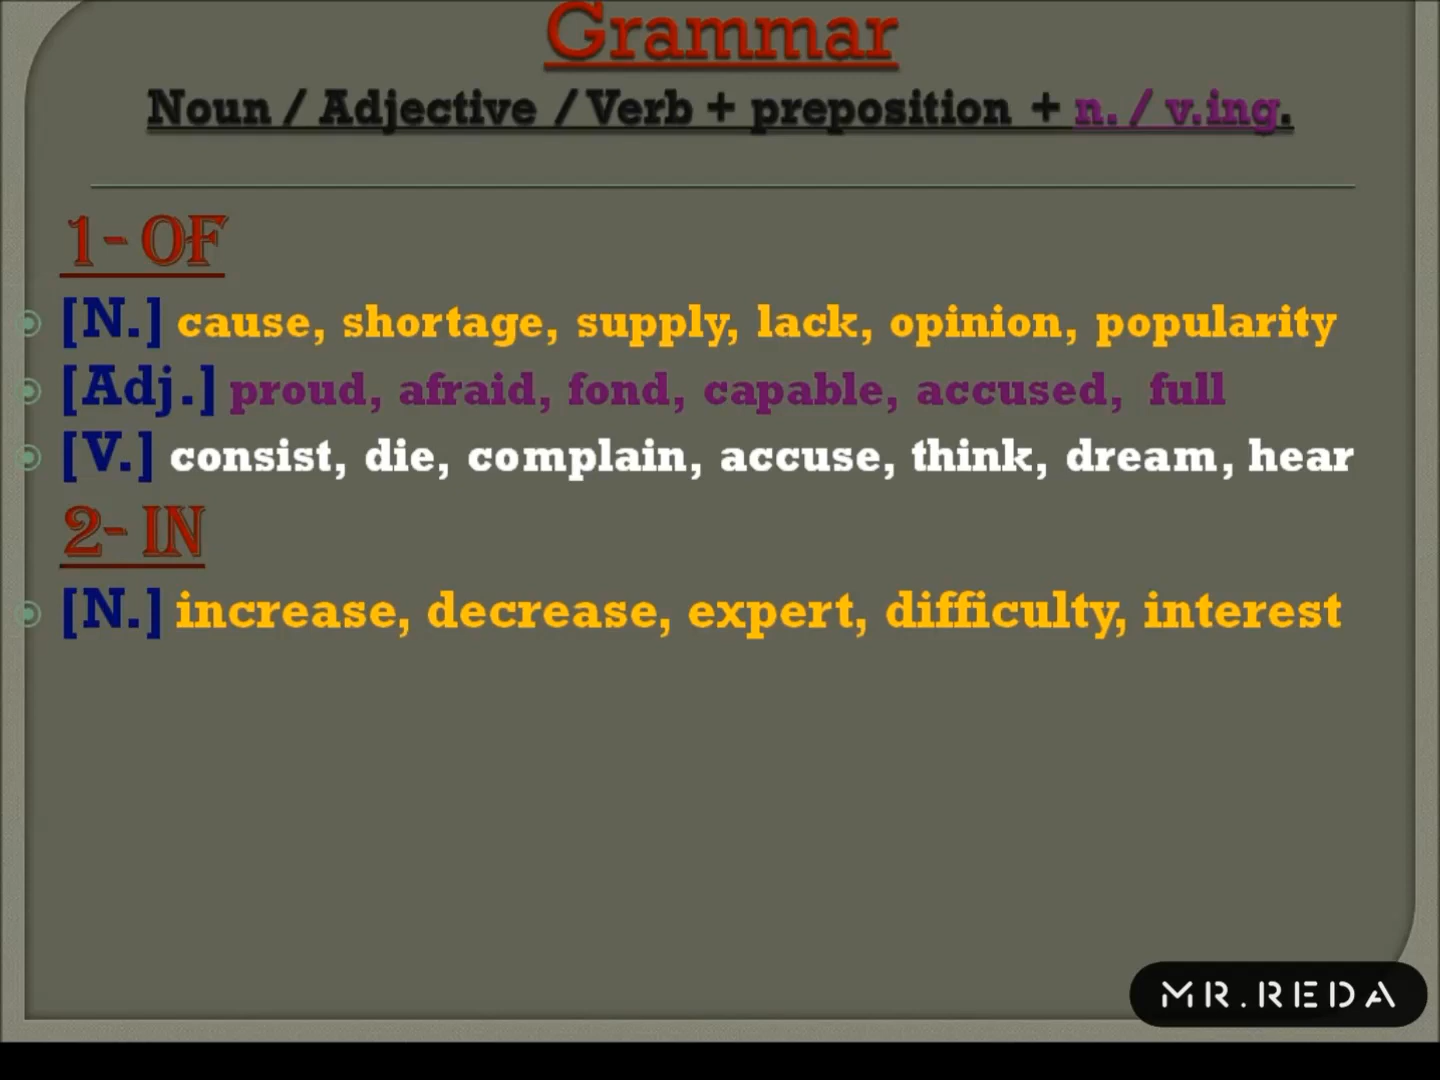 Grammar
Noun / Adjective / Verb + preposition + n. / v.ing.
1- OF
[N.] cause, shortage, supply, lack, opinion, popularity
[Adj.] proud, afraid, fond, capable, accused, full
[V.] consist, die, complain, accuse, think, dream, hear
2- IN
[N.] increase, decrease, expert, difficulty, interest
MR.REDA